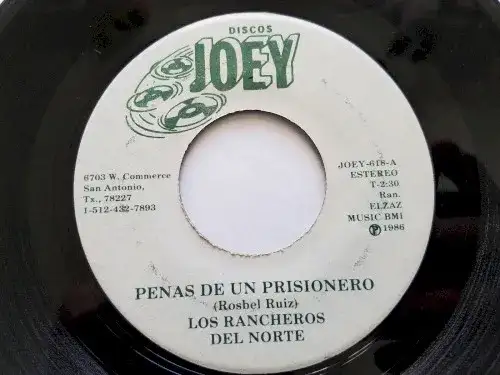 DISCOS
JOEY
6703 W. Commerce
San Antonio,
Tx., 78227
1-512-432-7893
JOEY-618-A
ESTEREO
T-2:30
Ran.
ELZAZ
MUSIC BMI
Ⓟ 1986
PENAS DE UN PRISIONERO
(Rosbel Ruiz)
LOS RANCHEROS
DEL NORTE